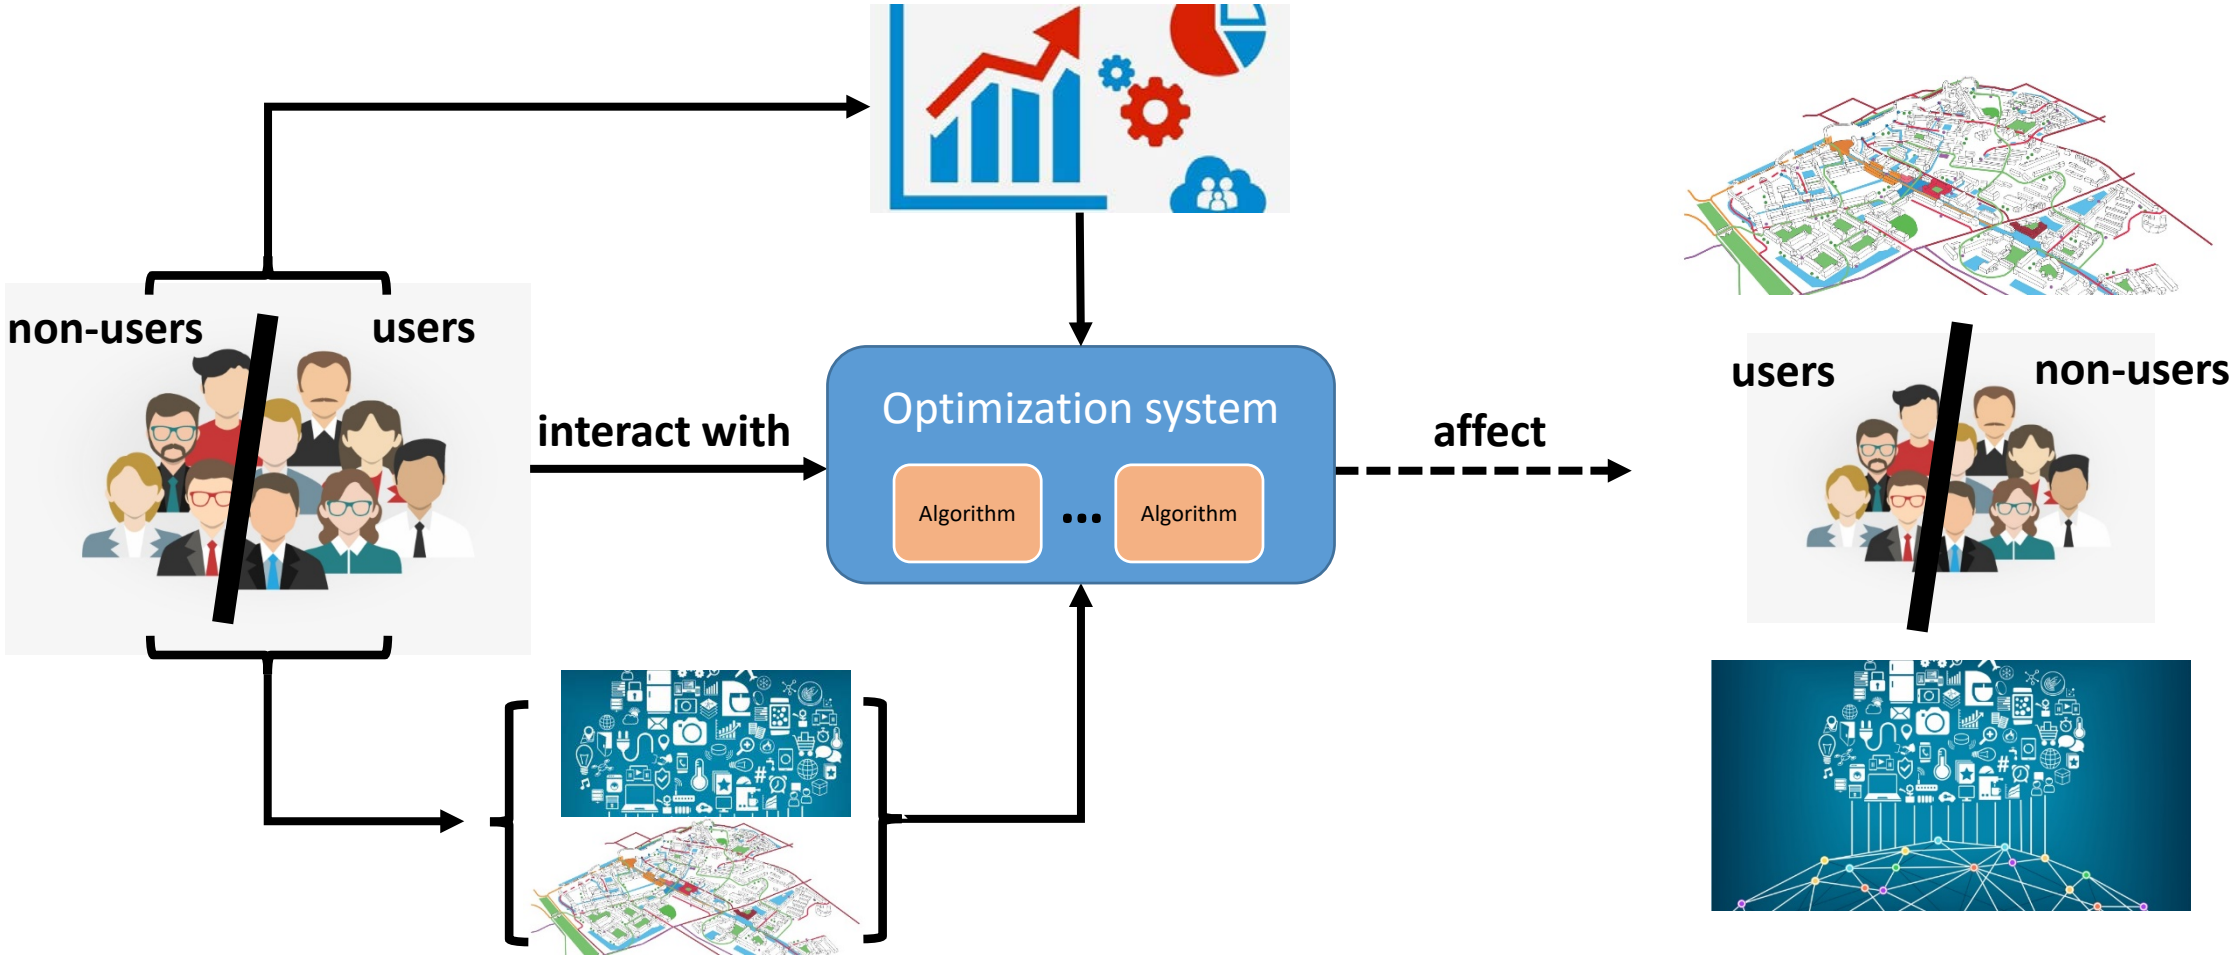 non-users
users
interact with
Optimization system
Algorithm
...
Algorithm
affect
users
non-users
#
#